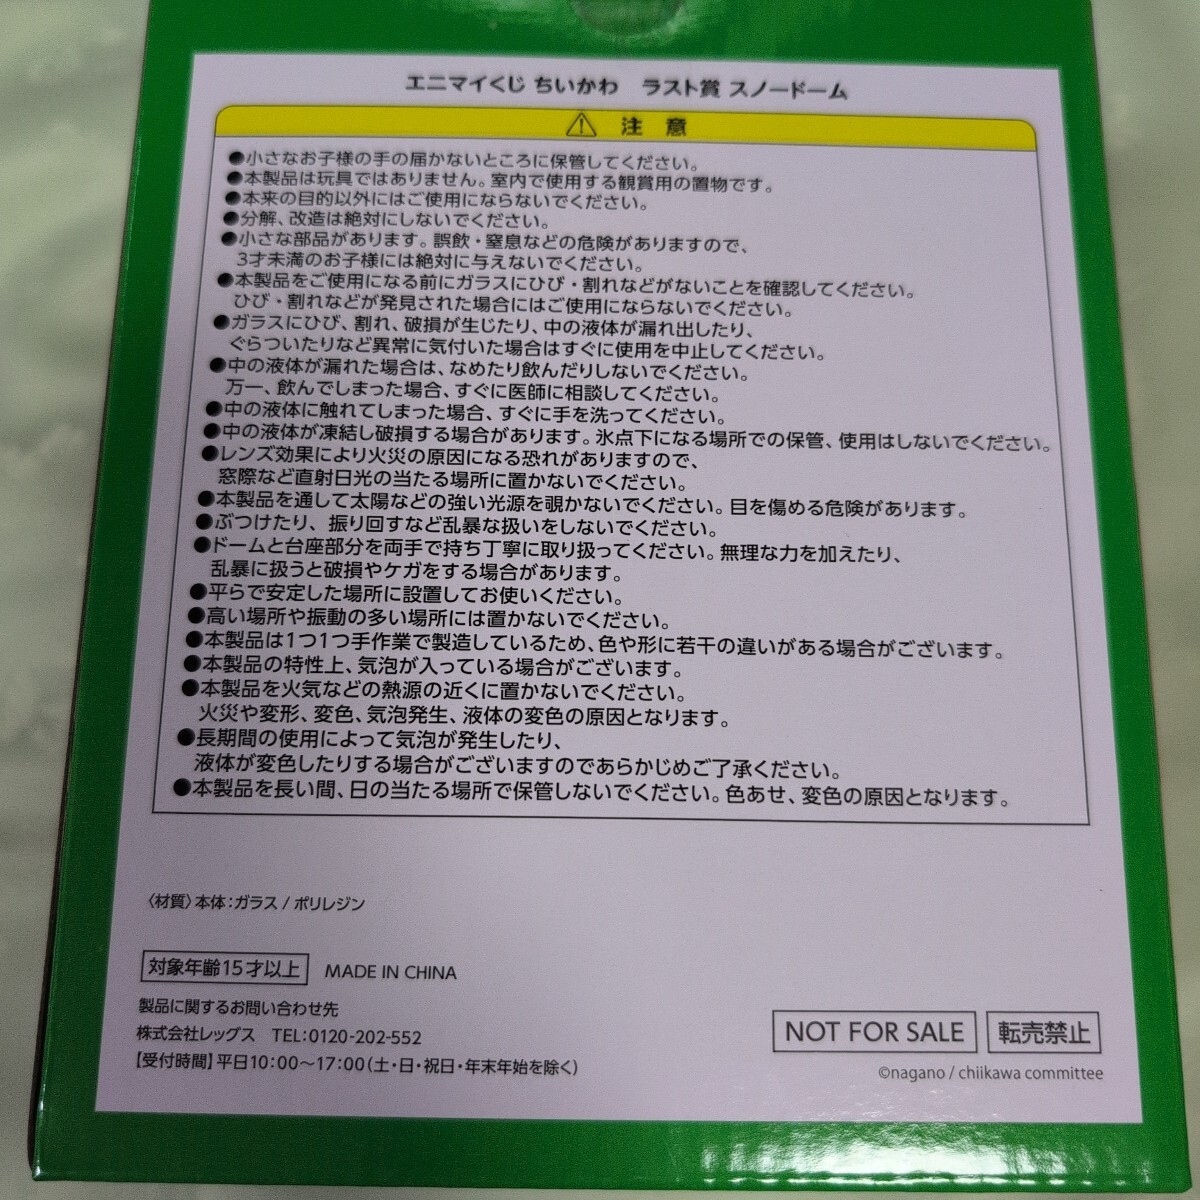 エニマイくじ ちいかわ　ラスト賞 スノードーム
⚠ 注 意
●小さなお子様の手の届かないところに保管してください。
●本製品は玩具ではありません。室内で使用する観賞用の置物です。
●本来の目的以外にはご使用にならないでください。
●分解、改造は絶対にしないでください。
●小さな部品があります。誤飲・窒息などの危険がありますので、
3才未満のお子様には絶対に与えないでください。
●本製品をご使用になる前にガラスにひび・割れなどがないことを確認してください。
ひび・割れなどが発見された場合にはご使用にならないでください。
●ガラスにひび、割れ、破損が生じたり、中の液体が漏れ出したり、
ぐらついたりなど異常に気付いた場合はすぐに使用を中止してください。
●中の液体が漏れた場合は、なめたり飲んだりしないでください。
万一、飲んでしまった場合、すぐに医師に相談してください。
●中の液体に触れてしまった場合、すぐに手を洗ってください。
●中の液体が凍結し破損する場合があります。氷点下になる場所での保管、使用はしないでください。
●レンズ効果により火災の原因になる恐れがありますので、
窓際など直射日光の当たる場所に置かないでください。
●本製品を通して太陽などの強い光源を覗かないでください。目を傷める危険があります。
●ぶつけたり、振り回すなど乱暴な扱いをしないでください。
●ドームと台座部分を両手で持ち丁寧に取り扱ってください。無理な力を加えたり、
乱暴に扱うと破損やケガをする場合があります。
●平らで安定した場所に設置してお使いください。
●高い場所や振動の多い場所には置かないでください。
●本製品は1つ1つ手作業で製造しているため、色や形に若干の違いがある場合がございます。
●本製品の特性上、気泡が入っている場合がございます。
●本製品を火気などの熱源の近くに置かないでください。
火災や変形、変色、気泡発生、液体の変色の原因となります。
●長期間の使用によって気泡が発生したり、
液体が変色したりする場合がございますのであらかじめご了承ください。
●本製品を長い間、日の当たる場所で保管しないでください。色あせ、変色の原因となります。
〈材質〉本体：ガラス / ポリレジン
対象年齢15才以上 MADE IN CHINA
製品に関するお問い合わせ先
株式会社レッグス　TEL：0120-202-552
【受付時間】平日10：00～17：00（土・日・祝日・年末年始を除く）
NOT FOR SALE 転売禁止
©nagano / chiikawa committee